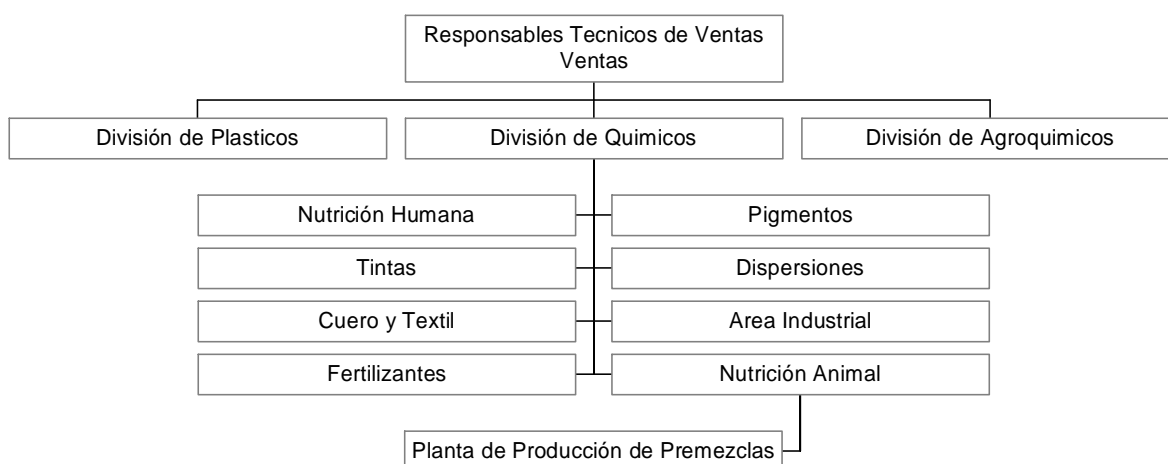 Responsables Tecnicos de Ventas
Ventas
División de Plasticos
División de Quimicos
División de Agroquimicos
Nutrición Humana
Pigmentos
Tintas
Dispersiones
Cuero y Textil
Area Industrial
Fertilizantes
Nutrición Animal
Planta de Producción de Premezclas